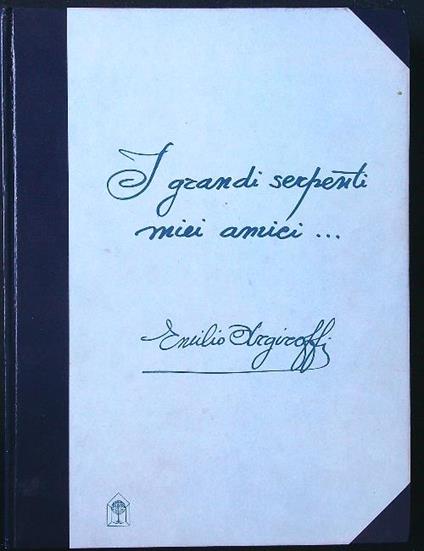 I grandi serpenti
miei amici ...
Emilio Argiroffi